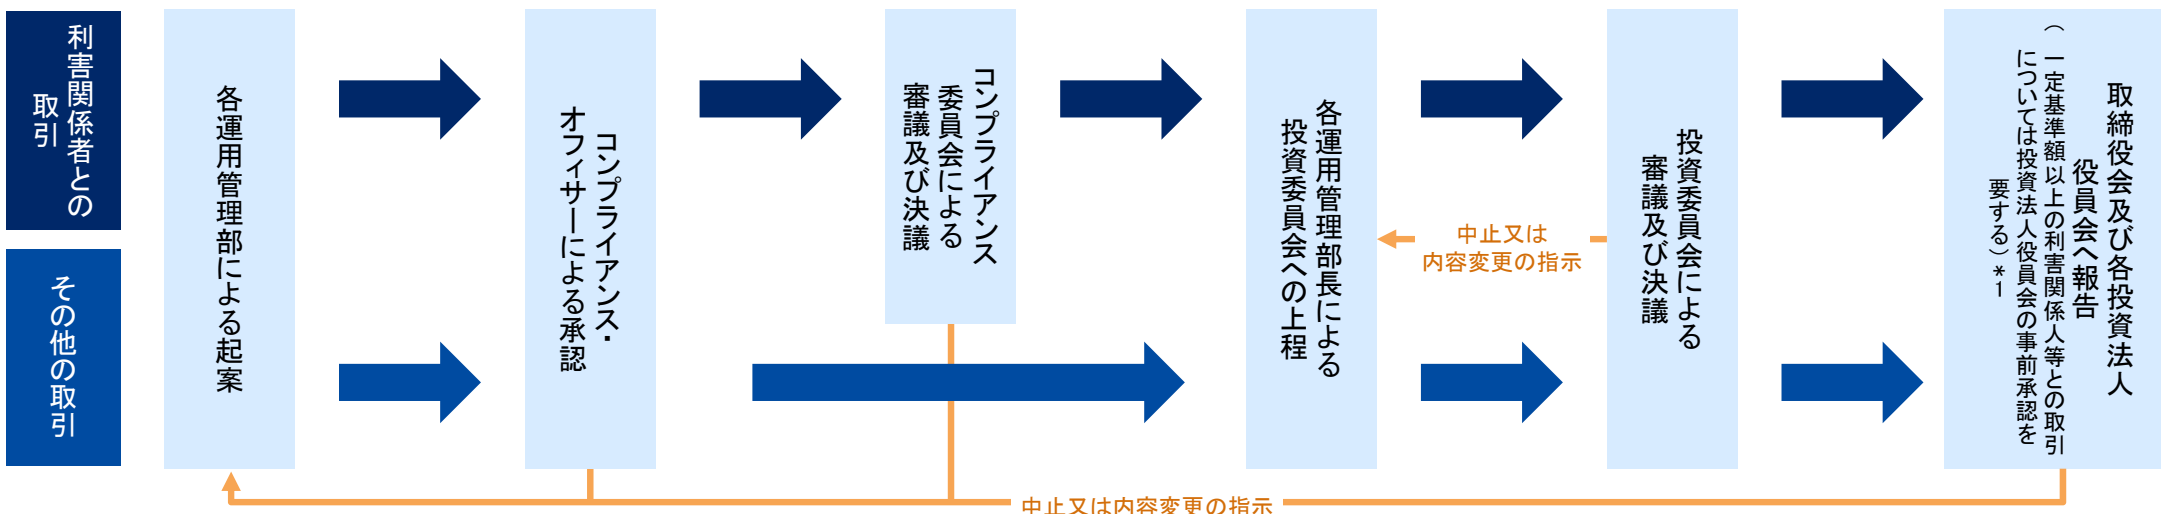 利害関係者との
取引
その他の取引
各運用管理部による起案
コンプライアンス・
オフィサーによる承認
コンプライアンス
委員会による
審議及び決議
各運用管理部長による
投資委員会への上程
中止又は
内容変更の指示
投資委員会による
審議及び決議
取締役会及び各投資法人
役員会へ報告
（一定基準額以上の利害関係人等との取引
については投資法人役員会の事前承認を
要する）*1
中止又は内容変更の指示